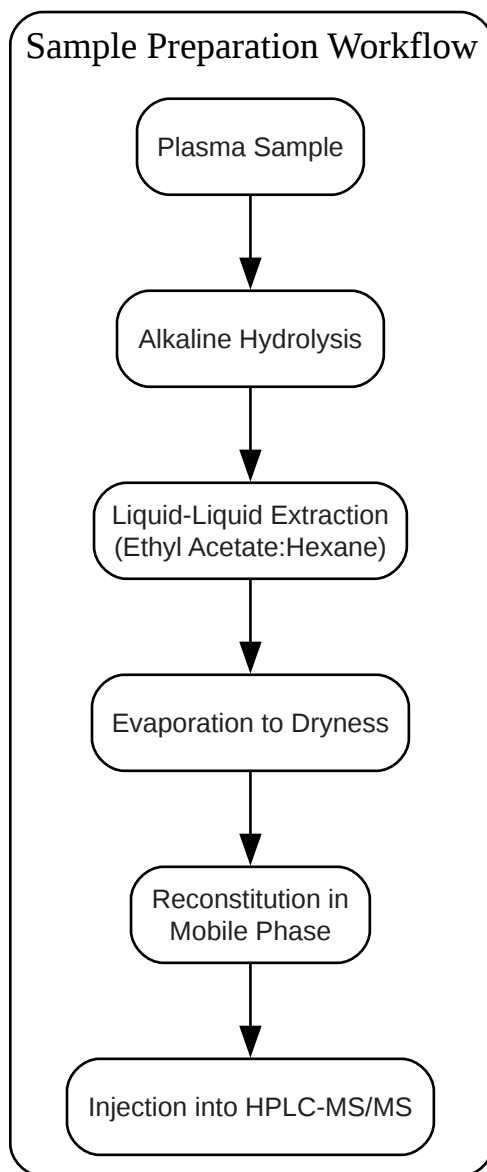 Sample Preparation Workflow
Plasma Sample
Alkaline Hydrolysis
Liquid-Liquid Extraction
(Ethyl Acetate:Hexane)
Evaporation to Dryness
Reconstitution in
Mobile Phase
Injection into HPLC-MS/MS